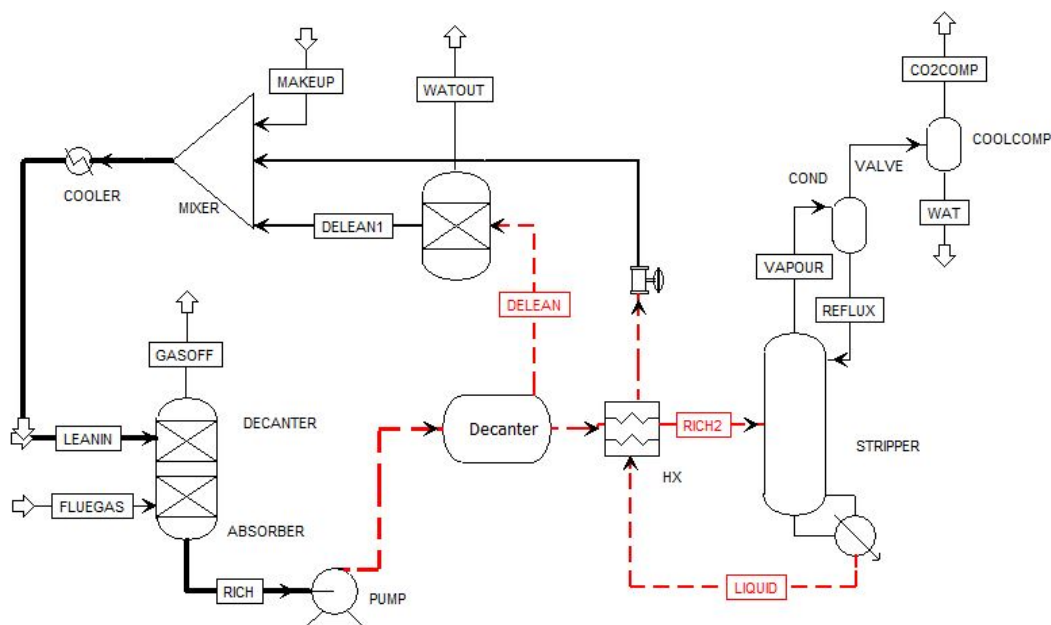 CO2COMP
MAKEUP
WATOUT
COOLCOMP
VALVE
COND
COOLER
MIXER
DELEAN1
WAT
VAPOUR
DELEAN
REFLUX
GASOFF
DECANTER
Decanter
LEANIN
RICH2
STRIPPER
HX
FLUEGAS
ABSORBER
RICH
PUMP
LIQUID